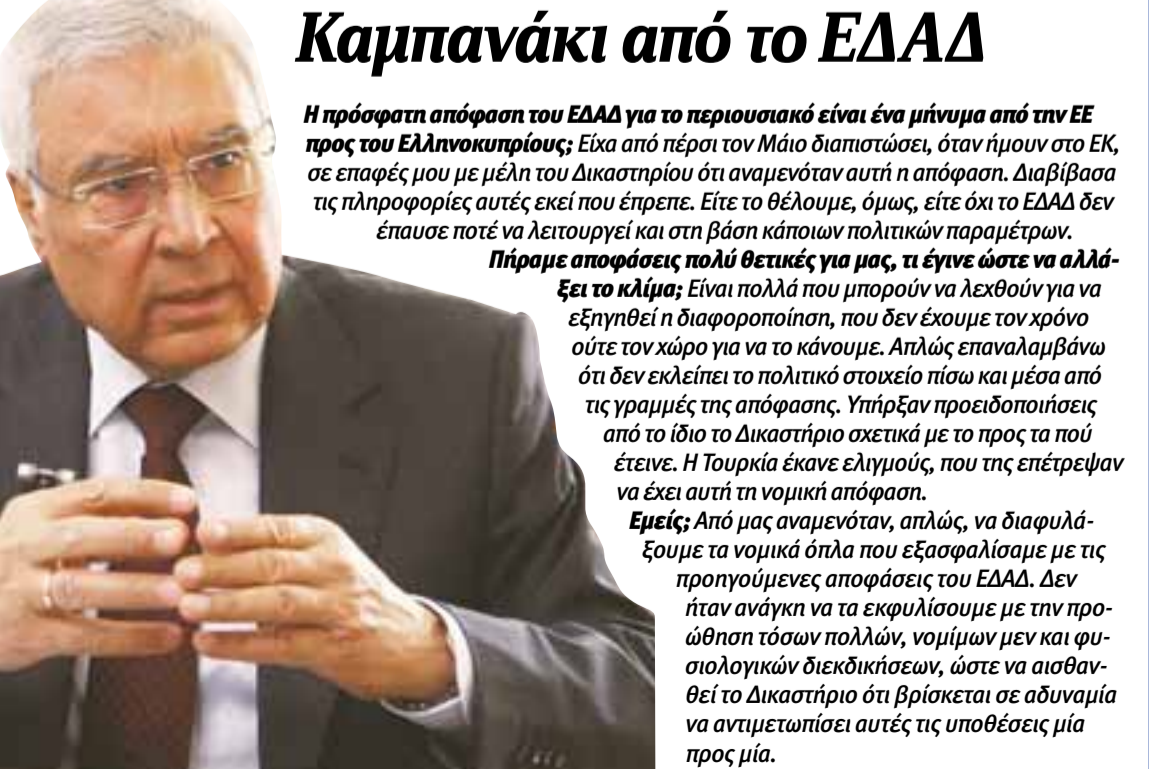 Καμπανάκι από το ΕΔΑΔ
Η πρόσφατη απόφαση του ΕΔΑΔ για το περιουσιακό είναι ένα μήνυμα από την ΕΕ
προς του Ελληνοκυπρίους; Είχα από πέρσι τον Μάιο διαπιστώσει, όταν ήμουν στο ΕΚ,
σε επαφές μου με μέλη του Δικαστηρίου ότι αναμενόταν αυτή η απόφαση. Διαβίβασα
τις πληροφορίες αυτές εκεί που έπρεπε. Είτε το θέλουμε, όμως, είτε όχι το ΕΔΑΔ δεν
έπαυσε ποτέ να λειτουργεί και στη βάση κάποιων πολιτικών παραμέτρων.
Πήραμε αποφάσεις πολύ θετικές για μας, τι έγινε ώστε να αλλά-
ξει το κλίμα; Είναι πολλά που μπορούν να λεχθούν για να
εξηγηθεί η διαφοροποίηση, που δεν έχουμε τον χρόνο
ούτε τον χώρο για να το κάνουμε. Απλώς επαναλαμβάνω
ότι δεν εκλείπει το πολιτικό στοιχείο πίσω και μέσα από
τις γραμμές της απόφασης. Υπήρξαν προειδοποιήσεις
από το ίδιο το Δικαστήριο σχετικά με το προς τα πού
έτεινε. Η Τουρκία έκανε ελιγμούς, που της επέτρεψαν
να έχει αυτή τη νομική απόφαση.
Εμείς; Από μας αναμενόταν, απλώς, να διαφυλά-
ξουμε τα νομικά όπλα που εξασφαλίσαμε με τις
προηγούμενες αποφάσεις του ΕΔΑΔ. Δεν
ήταν ανάγκη να τα εκφυλίσουμε με την προ-
ώθηση τόσων πολλών, νομίμων μεν και φυ-
σιολογικών διεκδικήσεων, ώστε να αισθαν-
θεί το Δικαστήριο ότι βρίσκεται σε αδυναμία
να αντιμετωπίσει αυτές τις υποθέσεις μία
προς μία.